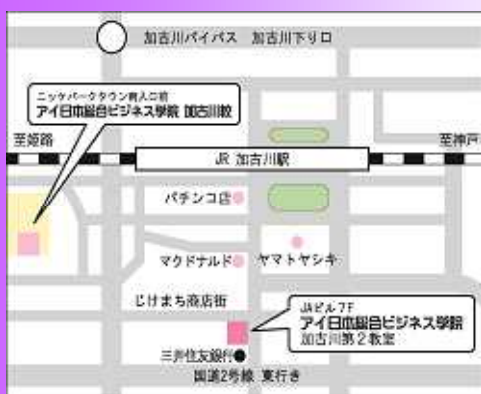 加古川バイパス 加古川下り口
ニッケパークタウン南入口前
アイ日本総合ビジネス学院 加古川校
至姫路
JR 加古川駅
至神戸
パチンコ店
マクドナルド
ヤマトヤシキ
じけまち商店街
JAビル7F
アイ日本総合ビジネス学院
加古川第2教室
三井住友銀行
国道2号線 東行き